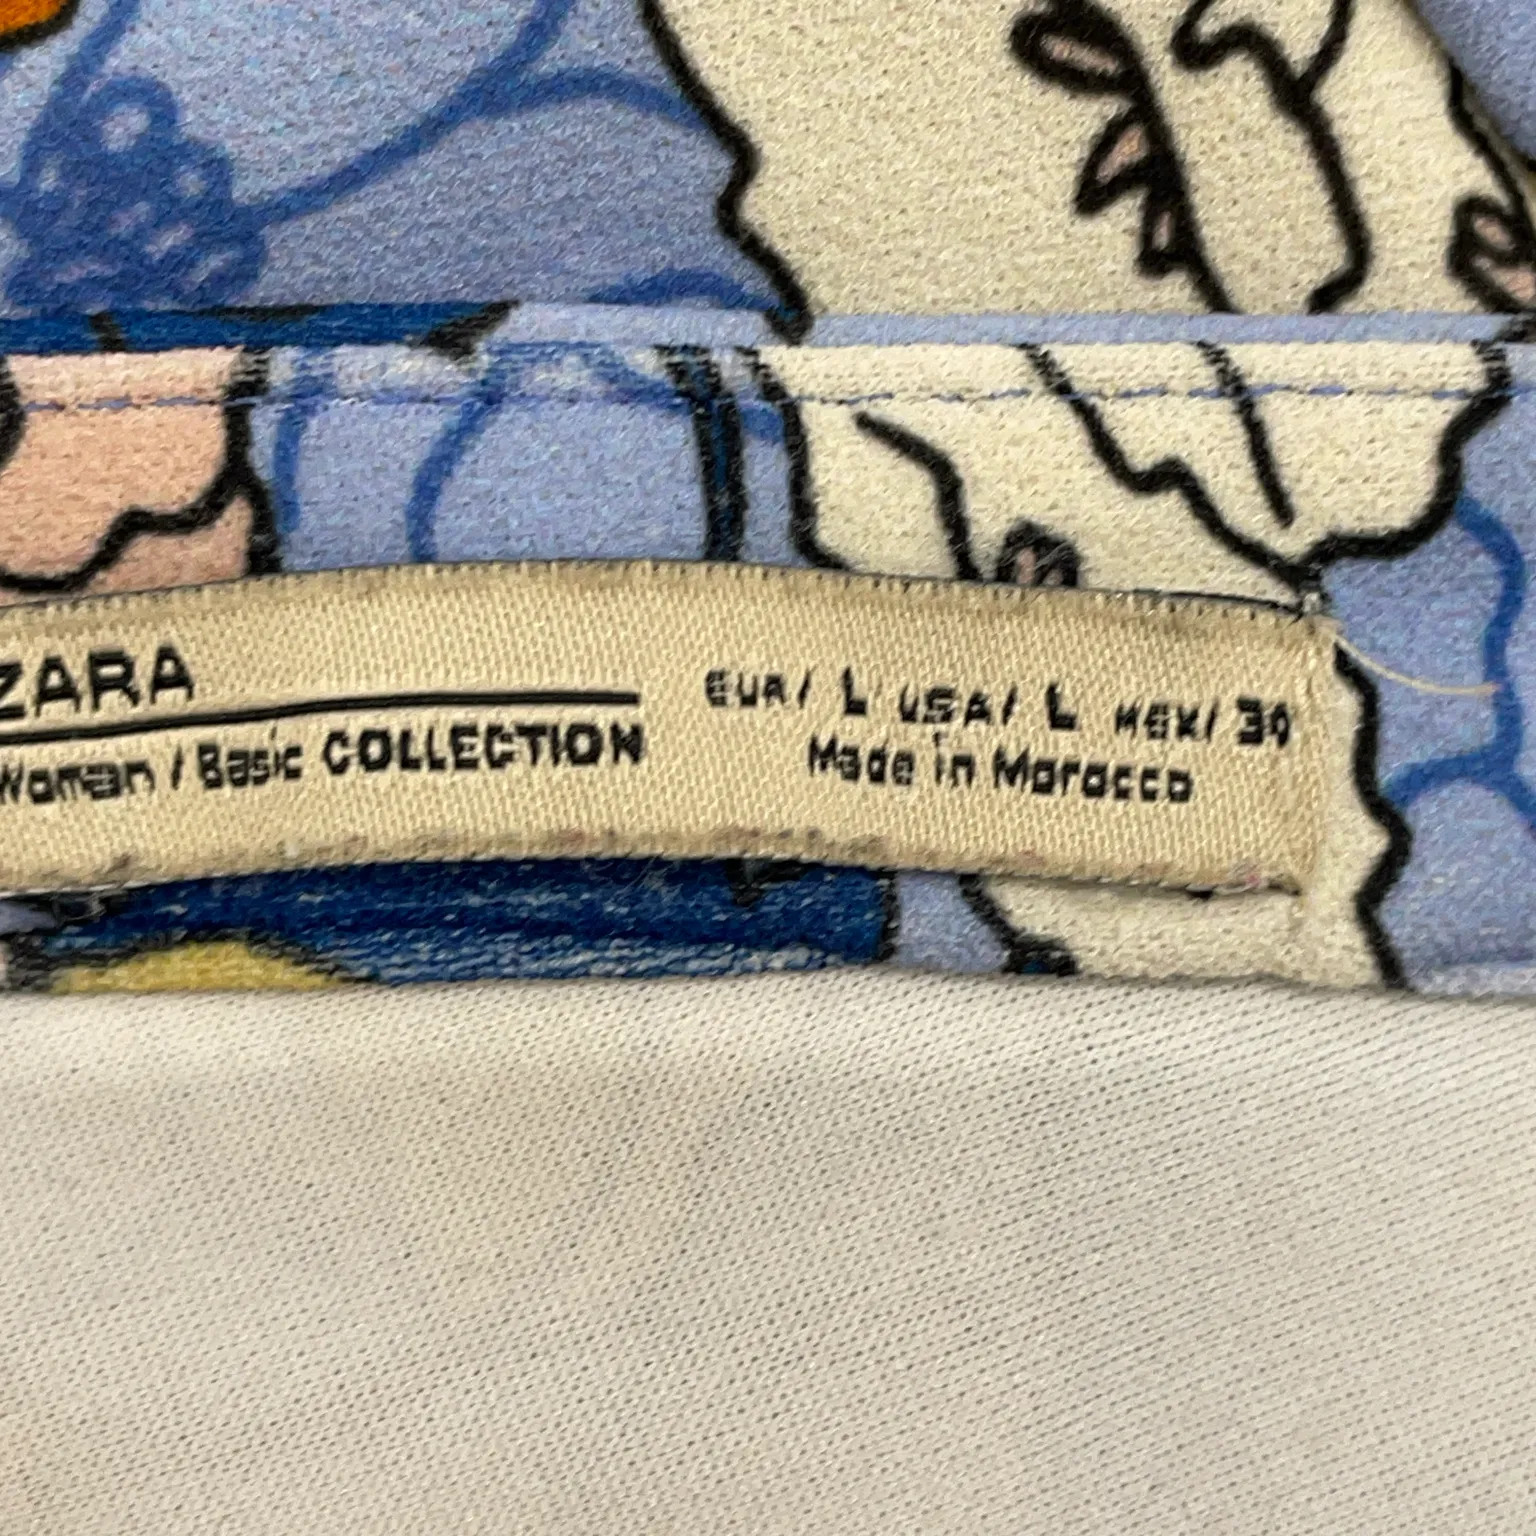 ZARA
Woman / Basic COLLECTION
EUR/ L USA/ L MEX/ 30
Made in Morocco